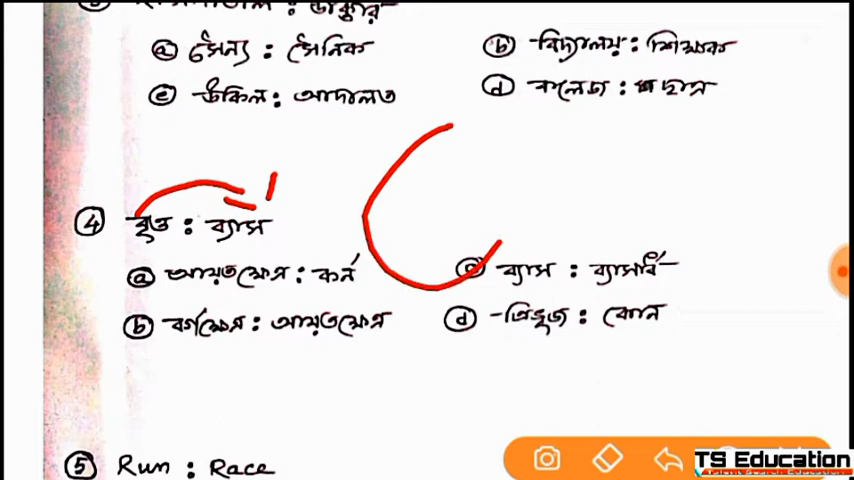 : ডাক্তার
ⓐ সৈন্য : সৈনিক
ⓑ বিদ্যালয় : শিক্ষক
ⓒ উকিল : আদালত
ⓓ কলেজ : ছাত্র
④ বৃত্ত : ব্যাস
ⓐ আয়তক্ষেত্র : কর্ন
ব্যাস : ব্যাসার্ধ
ⓑ বর্গক্ষেত্র : আয়তক্ষেত্র
ⓓ ত্রিভূজ : কোন
⑤ Run : Race
TS Education